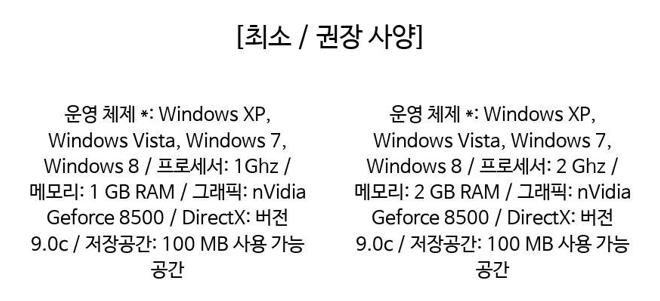 [최소 / 권장 사양]
운영 체제 *: Windows XP,
Windows Vista, Windows 7,
Windows 8 / 프로세서: 1Ghz /
메모리: 1 GB RAM / 그래픽: nVidia
Geforce 8500 / DirectX: 버전
9.0c / 저장공간: 100 MB 사용 가능
공간
운영 체제 *: Windows XP,
Windows Vista, Windows 7,
Windows 8 / 프로세서: 2 Ghz /
메모리: 2 GB RAM / 그래픽: nVidia
Geforce 8500 / DirectX: 버전
9.0c / 저장공간: 100 MB 사용 가능
공간